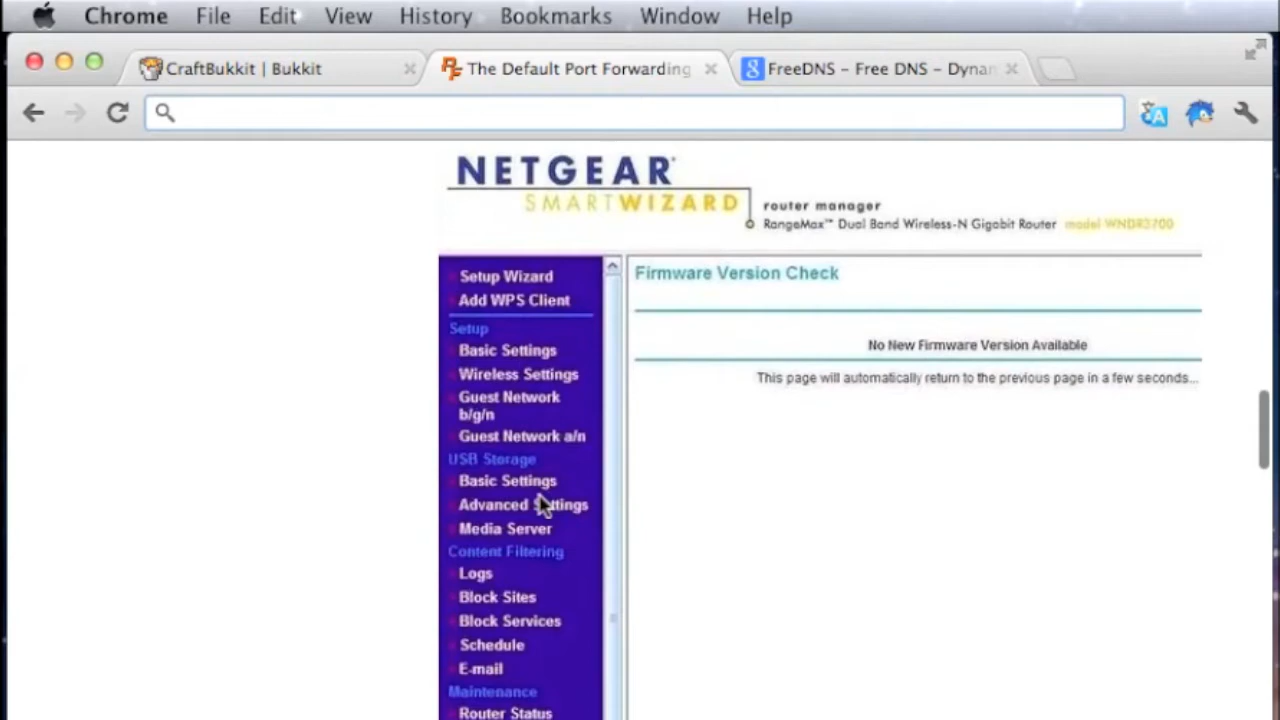 Chrome File Edit View History Bookmarks Window Help
CraftBukkit | Bukkit
The Default Port Forwarding
FreeDNS - Free DNS - Dynan
NETGEAR
SMARTWIZARD
router manager
RangeMax™ Dual Band Wireless-N Gigabit Router model WNDR3700
Setup Wizard
Add WPS Client
Setup
Basic Settings
Wireless Settings
Guest Network
b/g/n
Guest Network a/n
USB Storage
Basic Settings
Advanced Settings
Media Server
Content Filtering
Logs
Block Sites
Block Services
Schedule
E-mail
Maintenance
Router Status
Firmware Version Check
No New Firmware Version Available
This page will automatically return to the previous page in a few seconds...